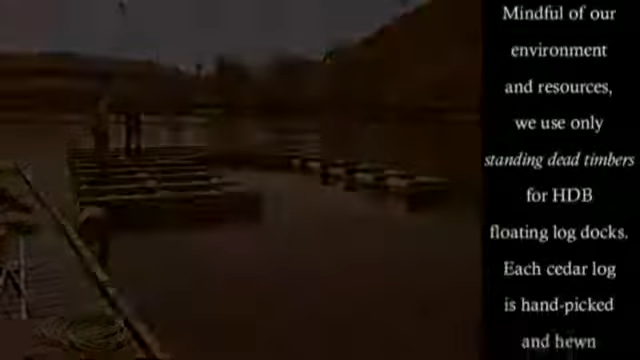 Mindful of our
environment
and resources,
we use only
standing dead timbers
for HDB
floating log docks.
Each cedar log
is hand-picked
and hewn